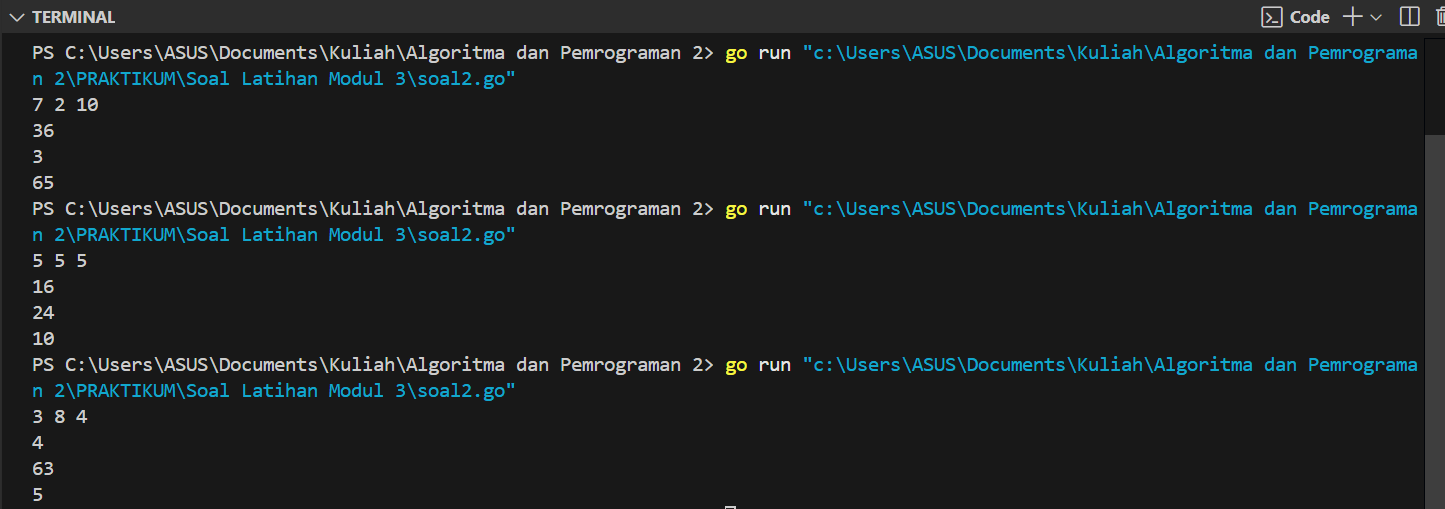 TERMINAL
Code
PS C:\Users\ASUS\Documents\Kuliah\Algoritma dan Pemrograman 2> go run "c:\Users\ASUS\Documents\Kuliah\Algoritma dan Pemrograma
n 2\PRAKTIKUM\Soal Latihan Modul 3\soal2.go"
7 2 10
36
3
65
PS C:\Users\ASUS\Documents\Kuliah\Algoritma dan Pemrograman 2> go run "c:\Users\ASUS\Documents\Kuliah\Algoritma dan Pemrograma
n 2\PRAKTIKUM\Soal Latihan Modul 3\soal2.go"
5 5 5
16
24
10
PS C:\Users\ASUS\Documents\Kuliah\Algoritma dan Pemrograman 2> go run "c:\Users\ASUS\Documents\Kuliah\Algoritma dan Pemrograma
n 2\PRAKTIKUM\Soal Latihan Modul 3\soal2.go"
3 8 4
4
63
5